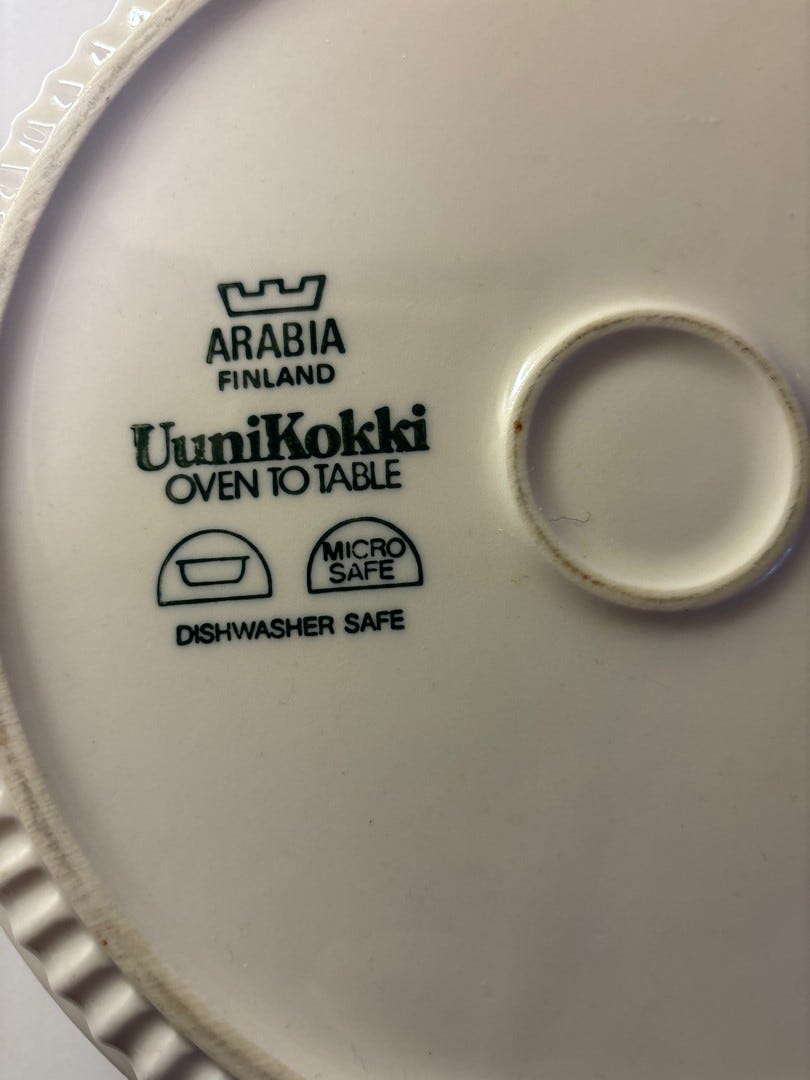 ARABIA
FINLAND
UuniKokki
OVEN TO TABLE
MICRO
SAFE
DISHWASHER SAFE